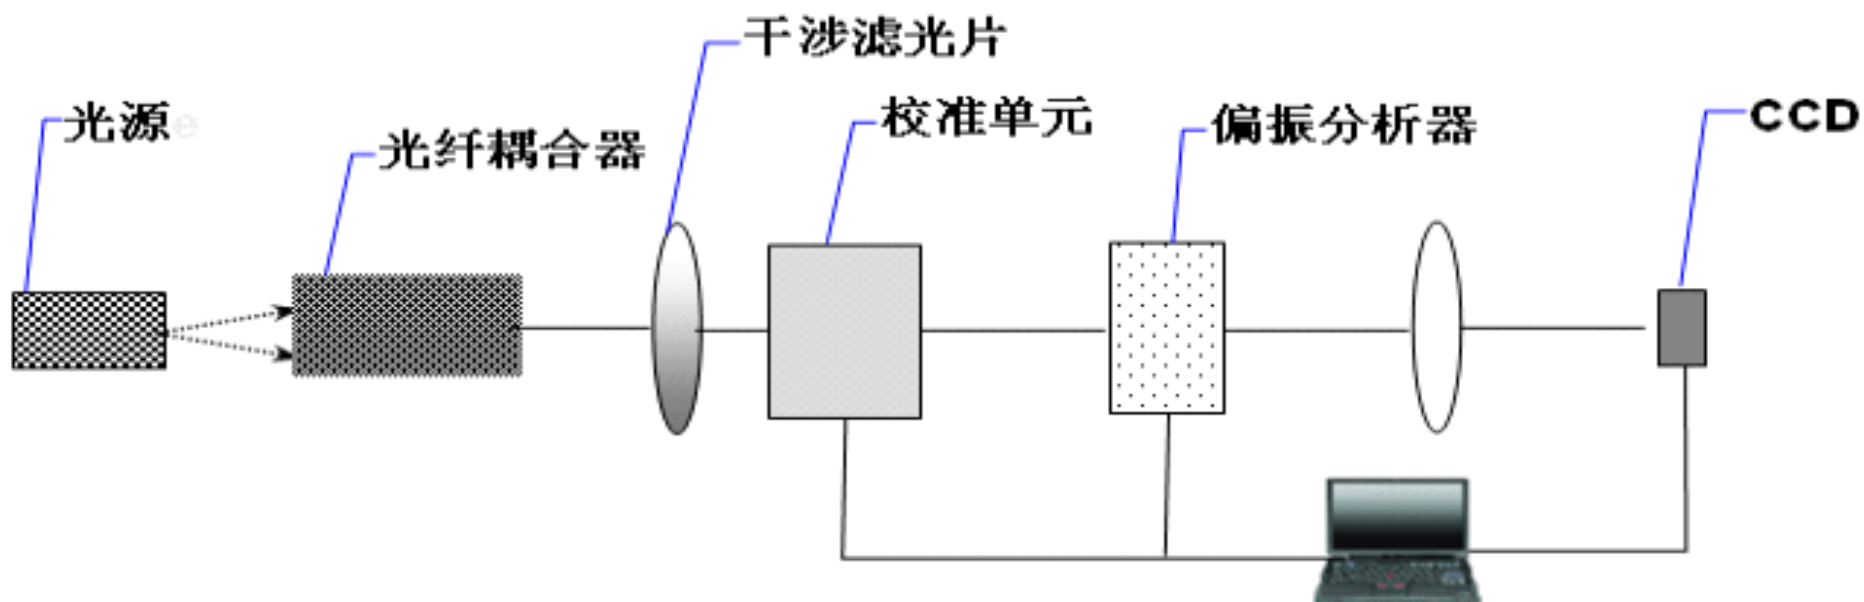 干涉滤光片
光源
光纤耦合器
校准单元
偏振分析器
CCD